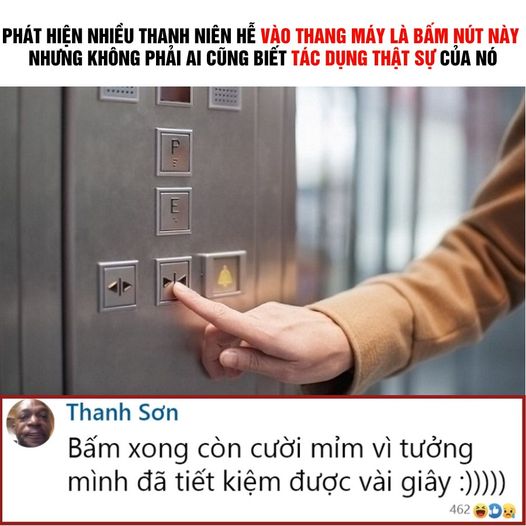 PHÁT HIỆN NHIỀU THANH NIÊN HỄ VÀO THANG MÁY LÀ BẤM NÚT NÀY
NHƯNG KHÔNG PHẢI AI CŨNG BIẾT TÁC DỤNG THẬT SỰ CỦA NÓ
P
E
Thanh Sơn
Bấm xong còn cười mỉm vì tưởng
mình đã tiết kiệm được vài giây :)))))
462